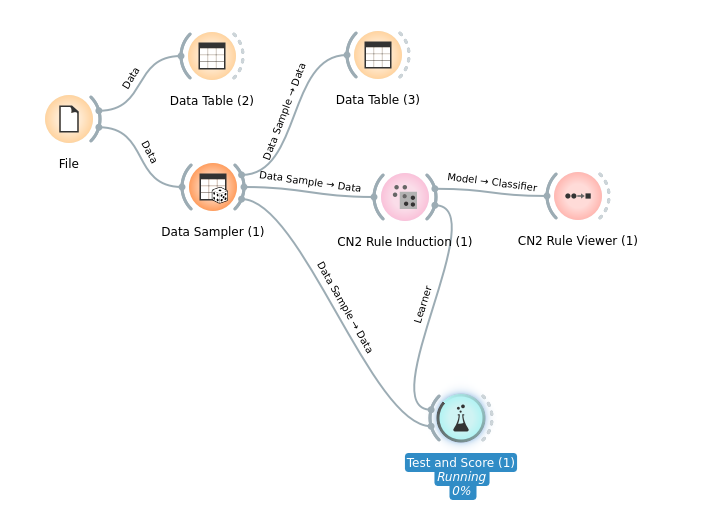 Data
Data Table (2)
Data Sample → Data
Data Table (3)
File
Data
Data Sampler (1)
Data Sample → Data
CN2 Rule Induction (1)
Model → Classifier
CN2 Rule Viewer (1)
Data Sample → Data
Learner
Test and Score (1)
Running
0%